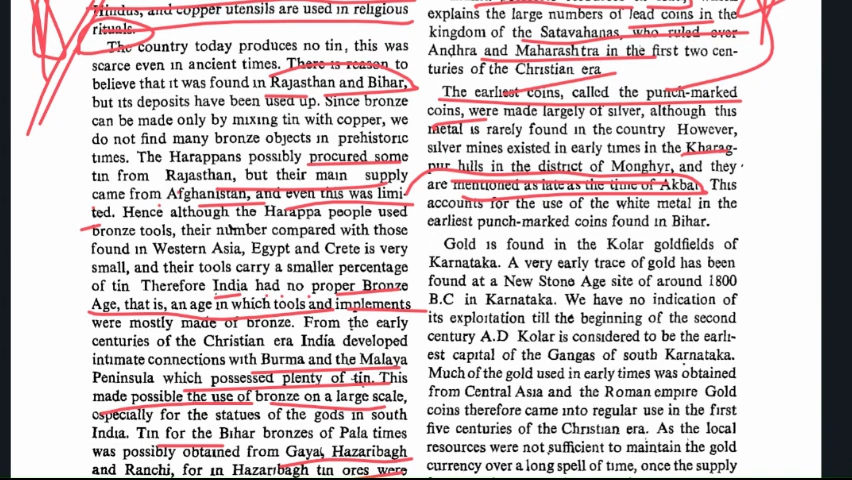 Hindus, and copper utensils are used in religious
rituals.
The country today produces no tin, this was
scarce even in ancient times. There is reason to
believe that it was found in Rajasthan and Bihar,
but its deposits have been used up. Since bronze
can be made only by mixing tin with copper, we
do not find many bronze objects in prehistoric
times. The Harappans possibly procured some
tin from Rajasthan, but their main supply
came from Afghanistan, and even this was limi-
ted. Hence although the Harappa people used
bronze tools, their number compared with those
found in Western Asia, Egypt and Crete is very
small, and their tools carry a smaller percentage
of tin Therefore India had no proper Bronze
Age, that is, an age in which tools and implements
were mostly made of bronze. From the early
centuries of the Christian era India developed
intimate connections with Burma and the Malaya
Peninsula which possessed plenty of tin. This
made possible the use of bronze on a large scale,
especially for the statues of the gods in south
India. Tin for the Bihar bronzes of Pala times
was possibly obtained from Gaya, Hazaribagh
and Ranchi, for in Hazaribagh tin ores were
explains the large numbers of lead coins in the
kingdom of the Satavahanas, who ruled over
Andhra and Maharashtra in the first two cen-
turies of the Christian era
The earliest coins, called the punch-marked
coins, were made largely of silver, although this
metal is rarely found in the country However,
silver mines existed in early times in the Kharag-
pur hills in the district of Monghyr, and they
are mentioned as late as the time of Akbar This
accounts for the use of the white metal in the
earliest punch-marked coins found in Bihar.
Gold is found in the Kolar goldfields of
Karnataka. A very early trace of gold has been
found at a New Stone Age site of around 1800
B.C in Karnataka. We have no indication of
its exploitation till the beginning of the second
century A.D Kolar is considered to be the earli-
est capital of the Gangas of south Karnataka.
Much of the gold used in early times was obtained
from Central Asia and the Roman empire Gold
coins therefore came into regular use in the first
five centuries of the Christian era. As the local
resources were not sufficient to maintain the gold
currency over a long spell of time, once the supply